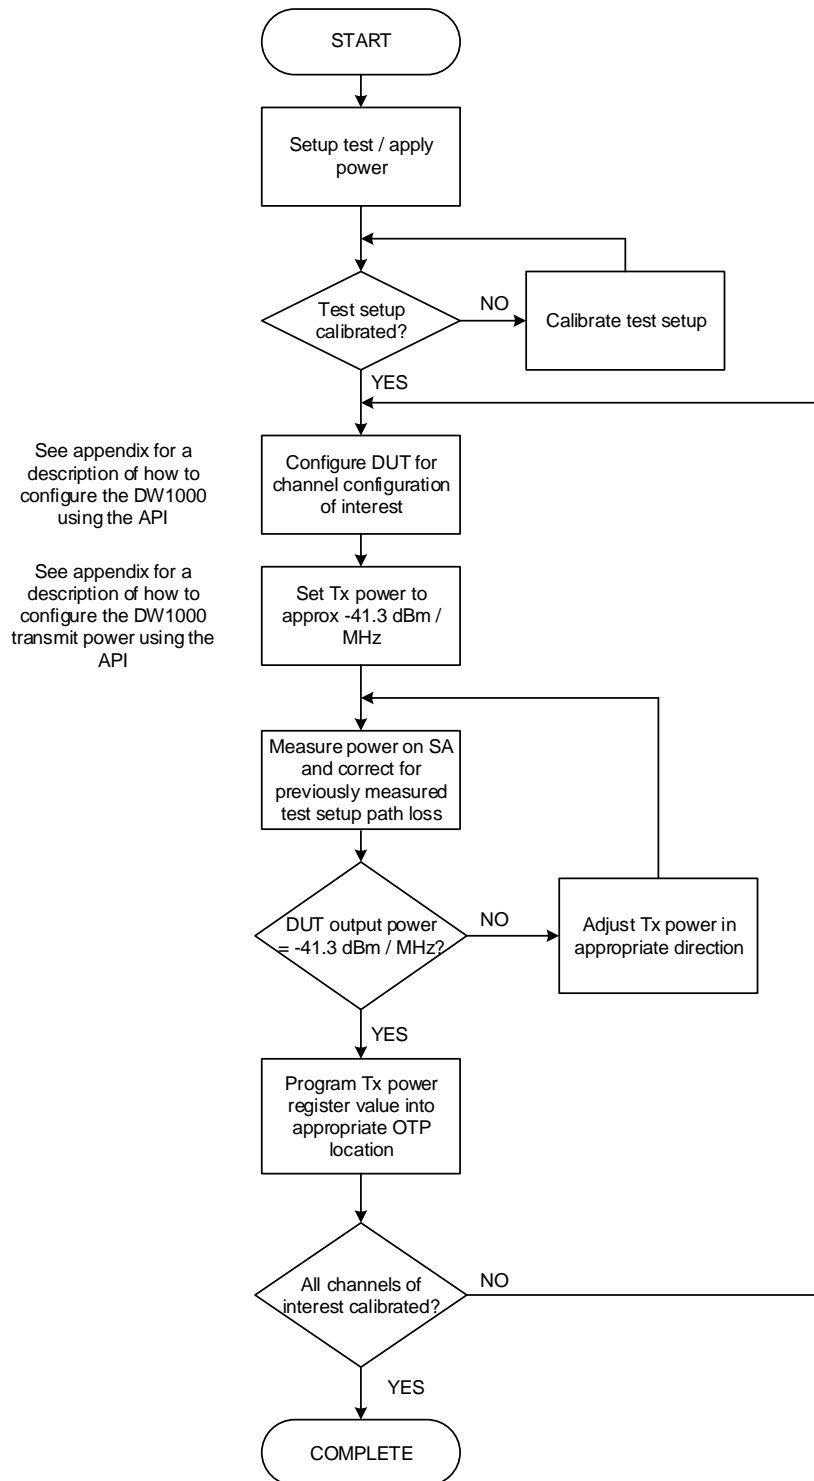 START
Setup test / apply
power
Test setup
calibrated?
NO
Calibrate test setup
YES
See appendix for a
description of how to
configure the DW1000
using the API
Configure DUT for
channel configuration
of interest
See appendix for a
description of how to
configure the DW1000
transmit power using the
API
Set Tx power to
approx -41.3 dBm /
MHz
Measure power on SA
and correct for
previously measured
test setup path loss
DUT output power
= -41.3 dBm / MHz?
NO
Adjust Tx power in
appropriate direction
YES
Program Tx power
register value into
appropriate OTP
location
All channels of
interest calibrated?
NO
YES
COMPLETE